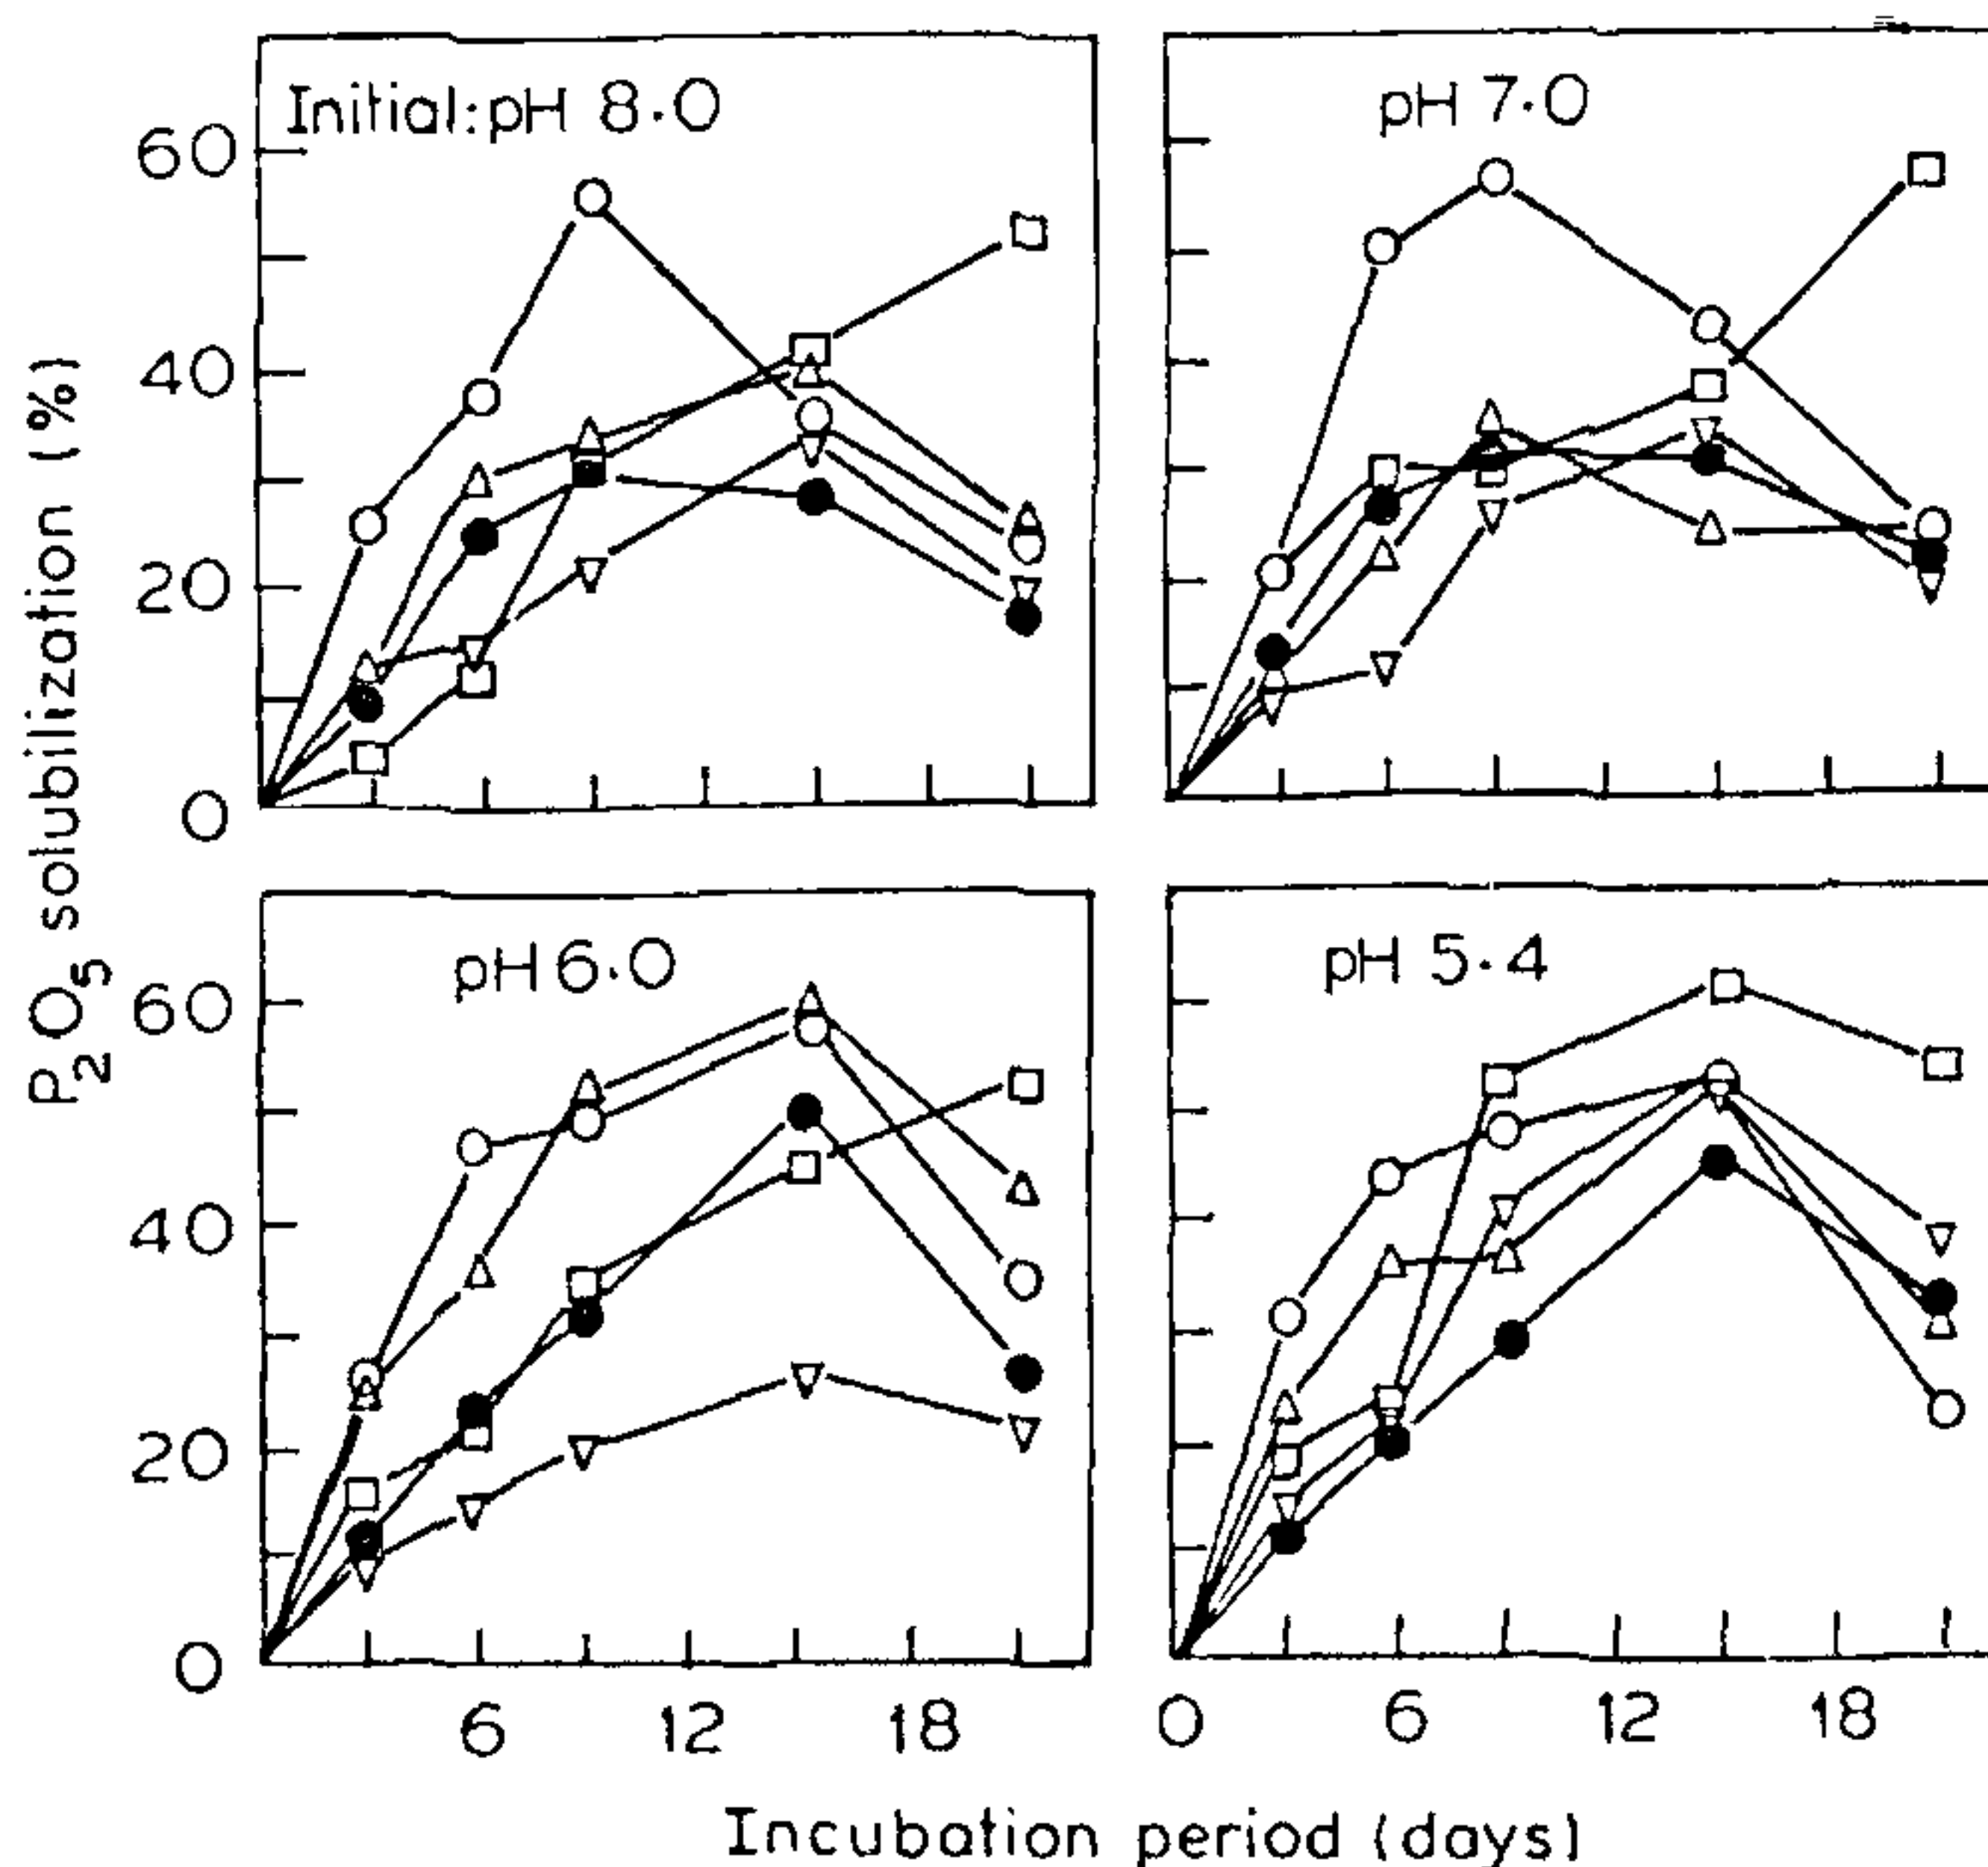 Initial: pH 8.0
pH 7.0
60
40
20
0
P2O5 solubilization (%)
pH 6.0
pH 5.4
60
40
20
0
6 12 18
0 6 12 18
Incubation period (days)